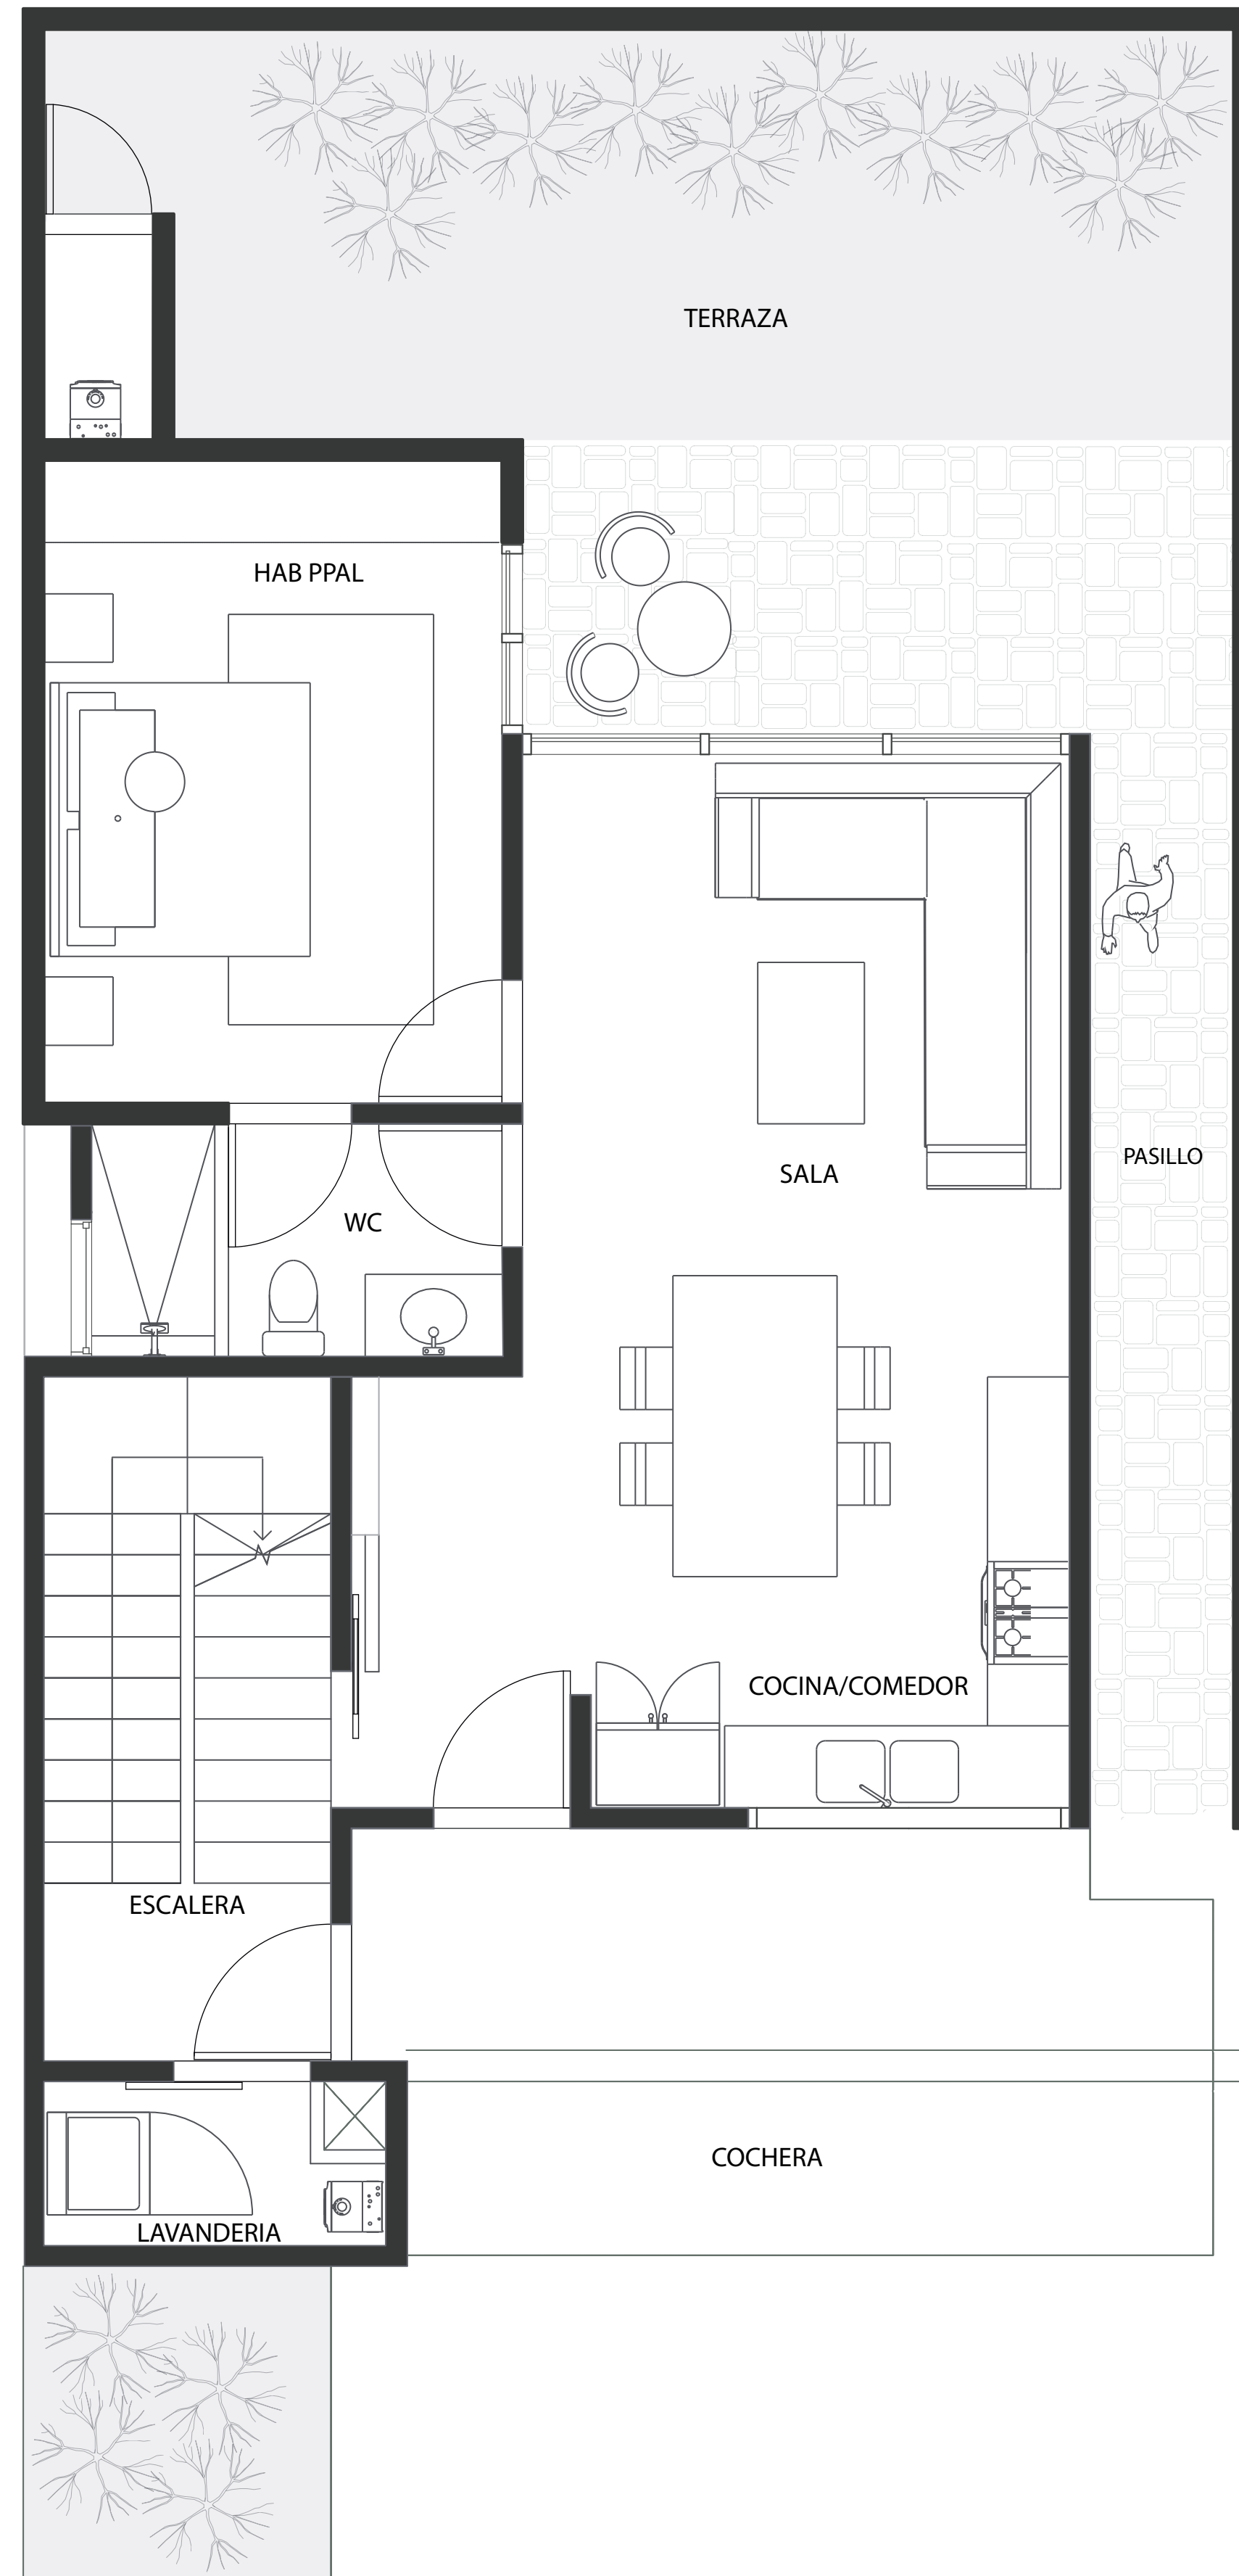 TERRAZA
HAB PPAL
PASILLO
SALA
WC
COCINA/COMEDOR
ESCALERA
COCHERA
LAVANDERIA